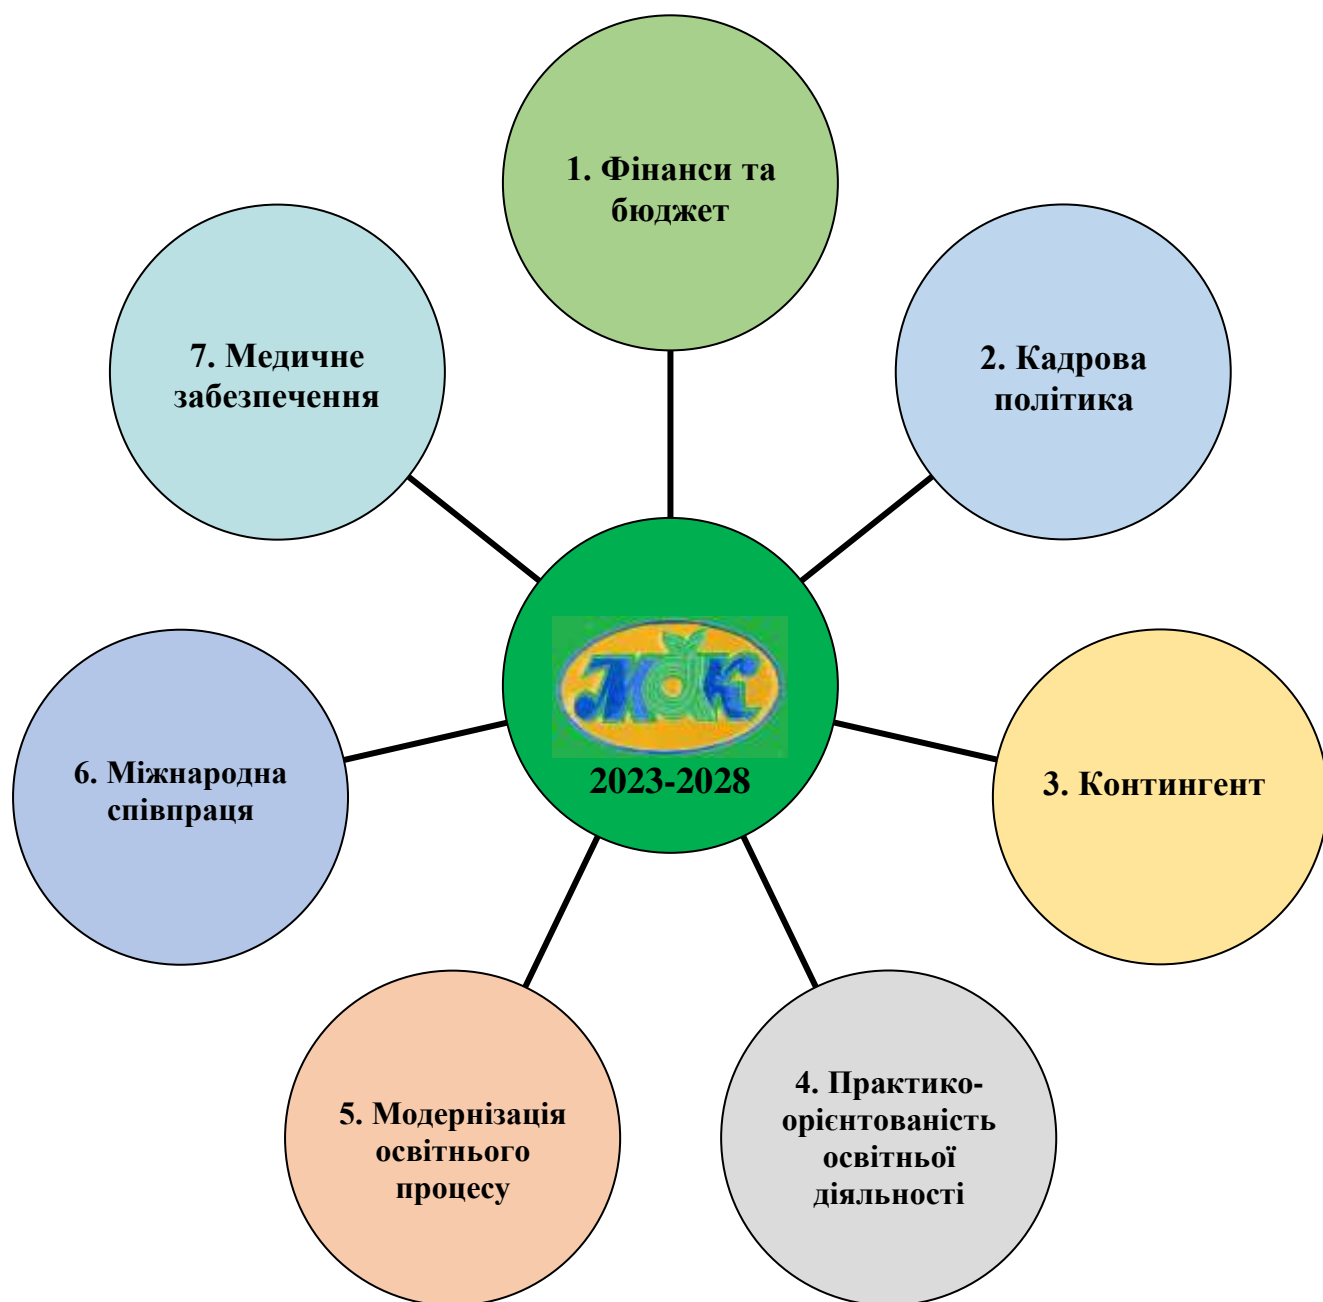 1. Фінанси та
бюджет
2. Кадрова
політика
3. Контингент
4. Практико-
орієнтованість
освітньої
діяльності
5. Модернізація
освітнього
процесу
6. Міжнародна
співпраця
7. Медичне
забезпечення
МДК
2023-2028